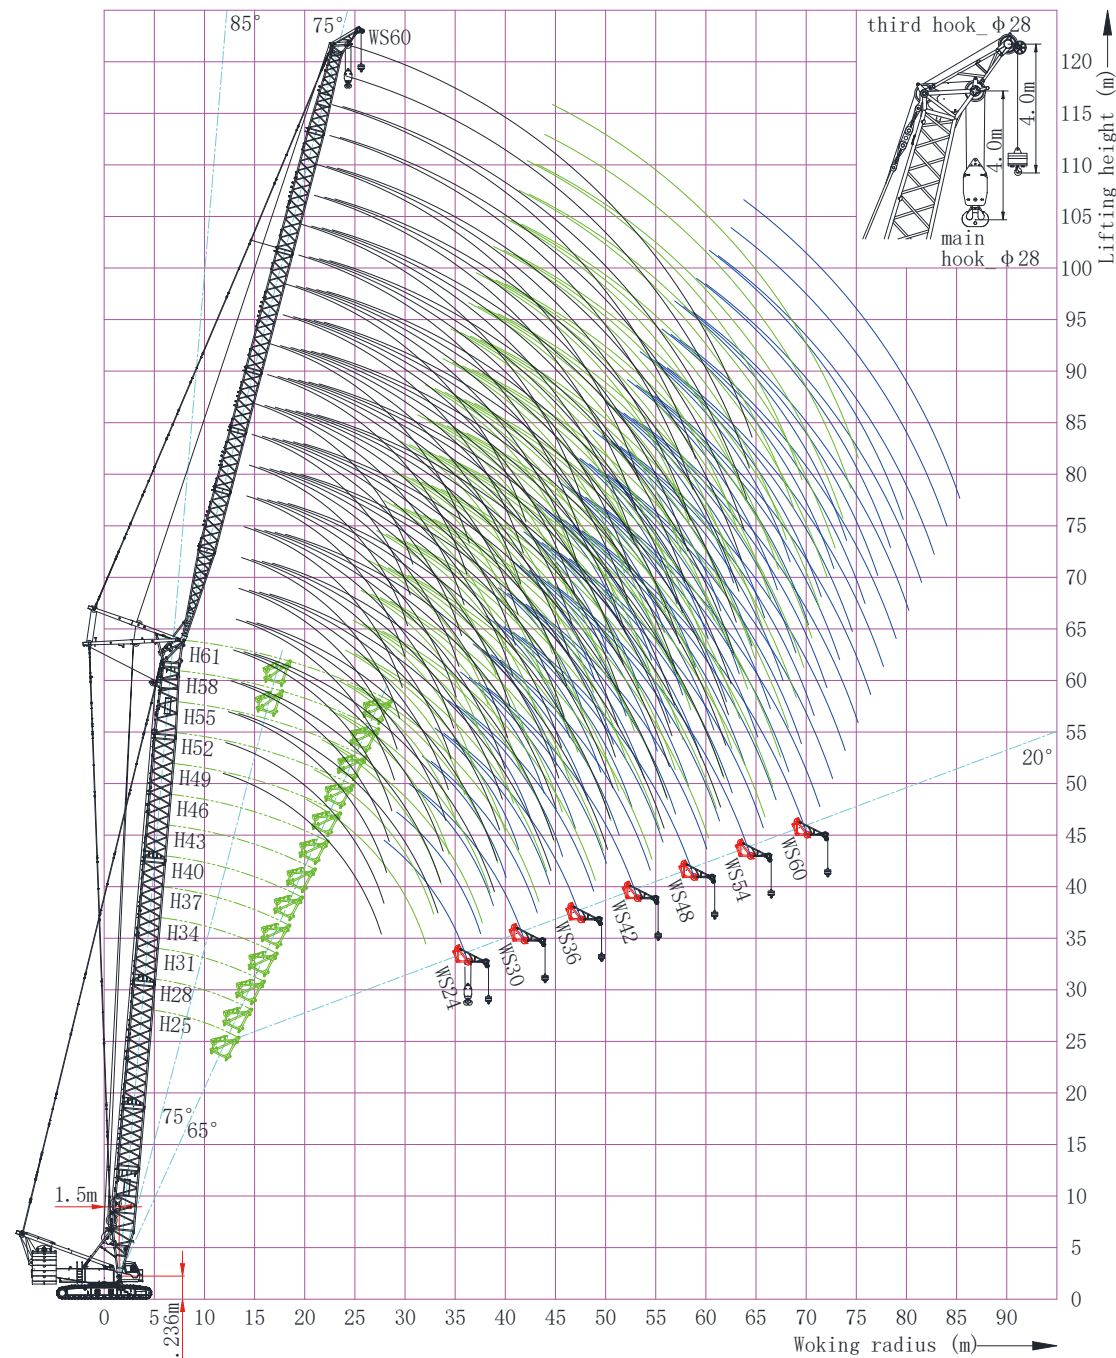 85°
75°
WS60
third hook_ϕ28
4.0m
4.0m
main
hook_ϕ28
Lifting height (m)
120
115
110
105
100
95
90
85
80
75
70
65
60
55
50
45
40
35
30
25
20
15
10
5
0
H61
H58
H55
H52
H49
H46
H43
H40
H37
H34
H31
H28
H25
20°
WS60
WS54
WS48
WS42
WS36
WS30
WS24
75°
65°
1.5m
.236m
0 5 10 15 20 25 30 35 40 45 50 55 60 65 70 75 80 85 90
Woking radius (m)